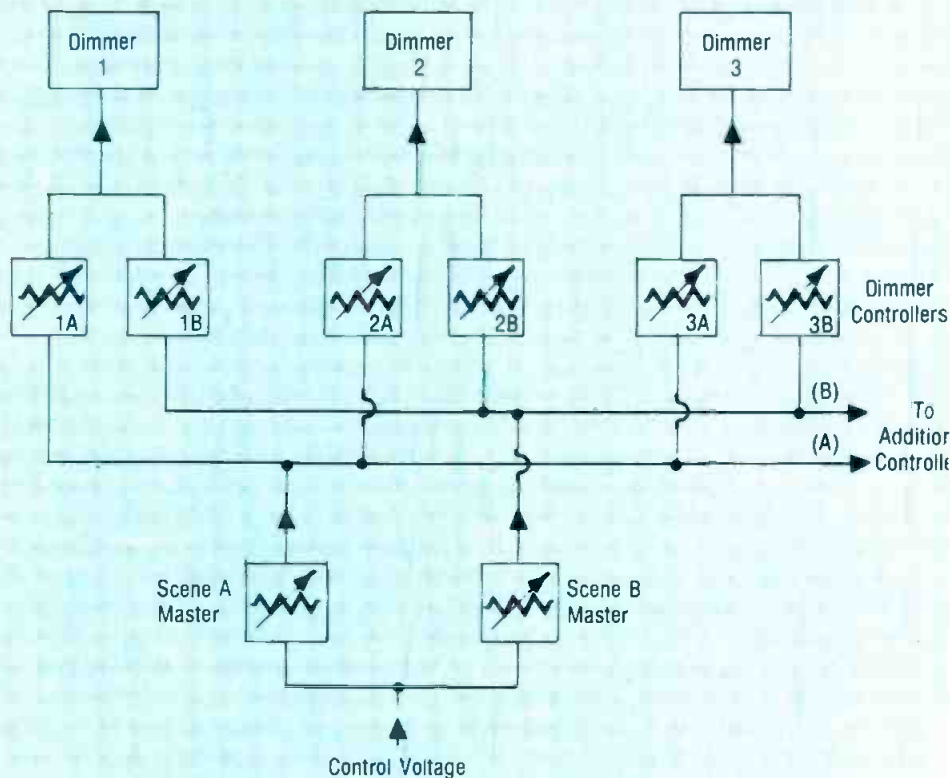 Dimmer
1
Dimmer
2
Dimmer
3
1A
1B
2A
2B
3A
3B
Dimmer
Controllers
(B)
(A)
To
Addition
Controlle
Scene A
Master
Scene B
Master
Control Voltage